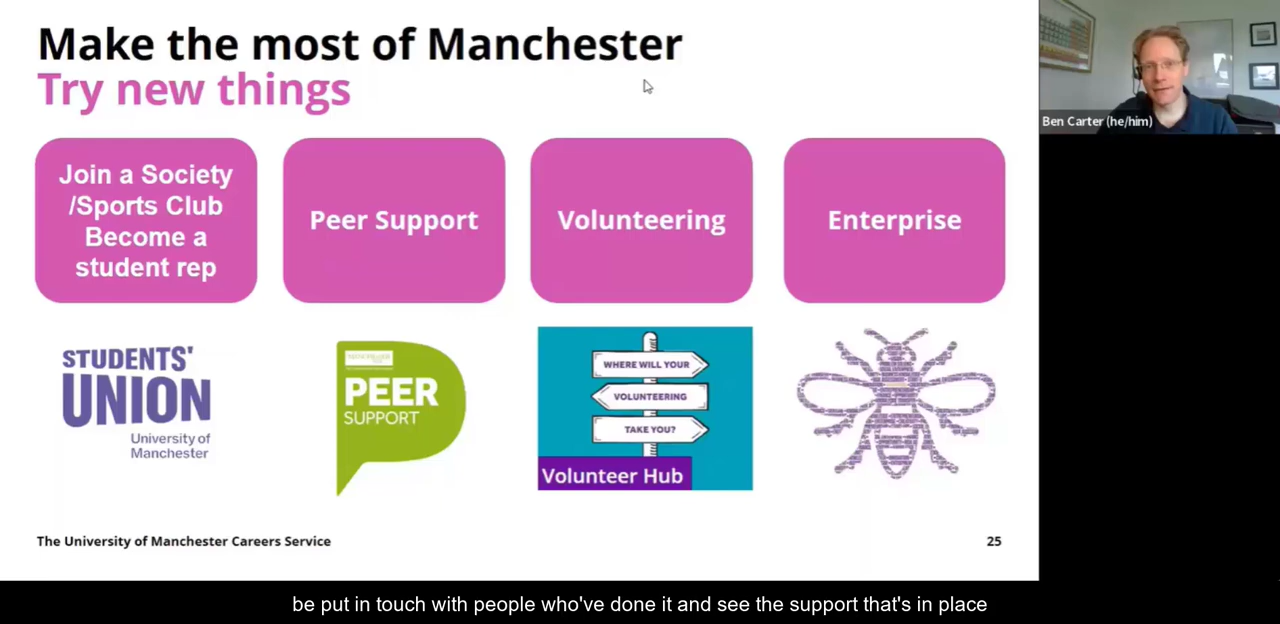 Make the most of Manchester
Try new things
Ben Carter (he/him)
Join a Society
/Sports Club
Become a
student rep
Peer Support
Volunteering
Enterprise
STUDENTS'
UNION
University of
Manchester
PEER
SUPPORT
WHERE WILL YOUR
VOLUNTEERING
TAKE YOU?
Volunteer Hub
The University of Manchester Careers Service
25
be put in touch with people who've done it and see the support that's in place